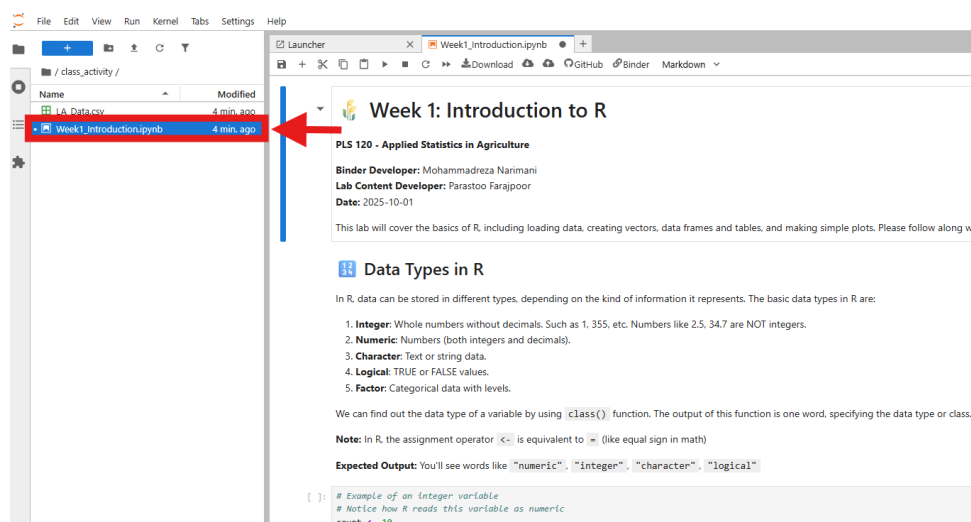 File Edit View Run Kernel Tabs Settings Help
Launcher
Week1_Introduction.ipynb
Download GitHub Binder Markdown
/ class_activity /
Name Modified
LA_Data.csv 4 min. ago
Week1_Introduction.ipynb 4 min. ago
Week 1: Introduction to R
PLS 120 - Applied Statistics in Agriculture
Binder Developer: Mohammadreza Narimani
Lab Content Developer: Parastoo Farajpoor
Date: 2025-10-01
This lab will cover the basics of R, including loading data, creating vectors, data frames and tables, and making simple plots. Please follow along w
1234 Data Types in R
In R, data can be stored in different types, depending on the kind of information it represents. The basic data types in R are:
1. Integer: Whole numbers without decimals. Such as 1, 355, etc. Numbers like 2.5, 34.7 are NOT integers.
2. Numeric: Numbers (both integers and decimals).
3. Character: Text or string data.
4. Logical: TRUE or FALSE values.
5. Factor: Categorical data with levels.
We can find out the data type of a variable by using class() function. The output of this function is one word, specifying the data type or class.
Note: In R, the assignment operator <- is equivalent to = (like equal sign in math)
Expected Output: You'll see words like "numeric", "integer", "character", "logical"
[ ]: # Example of an integer variable
# Notice how R reads this variable as numeric
count <- 10